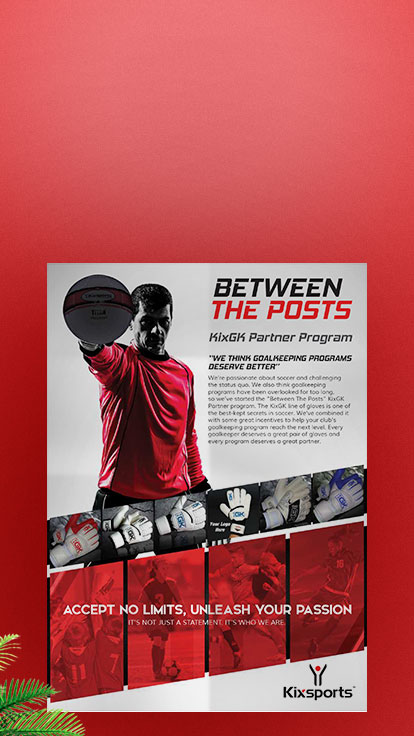 BETWEEN
THE POSTS
KixGK Partner Program
"WE THINK GOALKEEPING PROGRAMS
DESERVE BETTER"
We're passionate about soccer and challenging
the status quo. We also think goalkeeping
programs have been overlooked for too long,
so we've started the "Between The Posts" KixGK
Partner program. The KixGK line of gloves is one of
the best-kept secrets in soccer. We've combined it
with some great incentives to help your club's
goalkeeping program reach the next level. Every
goalkeeper deserves a great pair of gloves and
every program deserves a great partner.
Your Logo
Here
ACCEPT NO LIMITS, UNLEASH YOUR PASSION
IT'S NOT JUST A STATEMENT. IT'S WHO WE ARE.
Kixsports